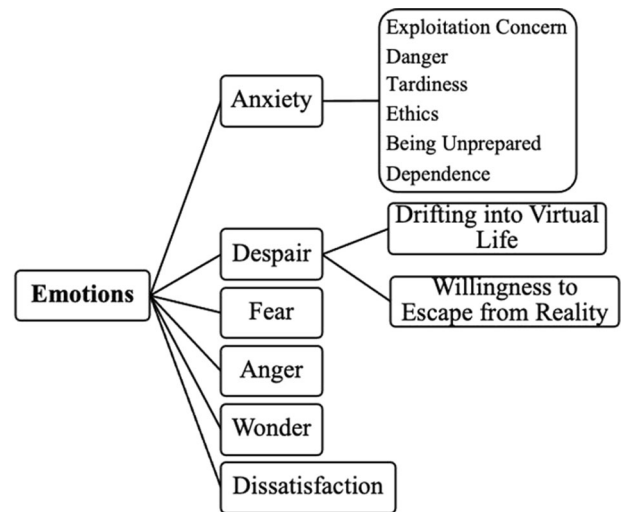 Exploitation Concern
Danger
Tardiness
Ethics
Being Unprepared
Dependence
Anxiety
Drifting into Virtual
Life
Despair
Willingness to
Escape from Reality
Emotions
Fear
Anger
Wonder
Dissatisfaction